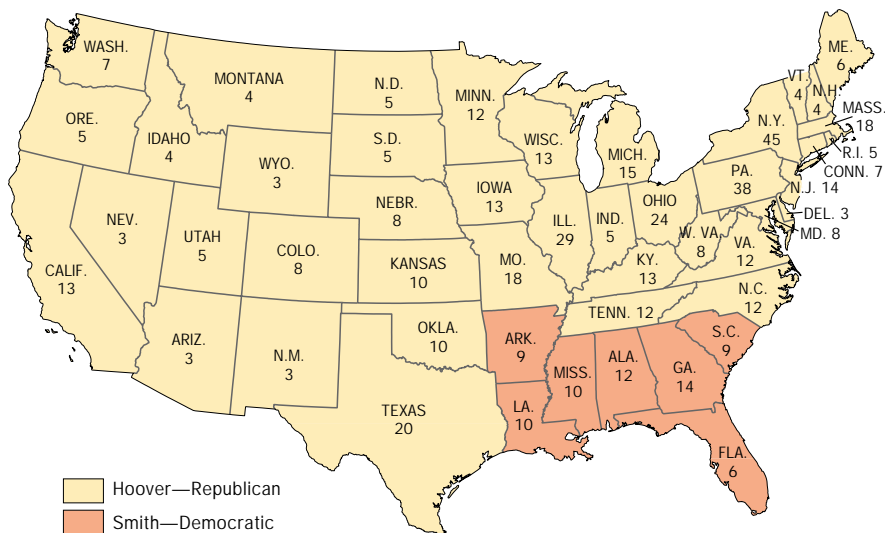 WASH.
7
ORE.
5
CALIF.
13
NEV.
3
IDAHO
4
MONTANA
4
WYO.
3
UTAH
5
COLO.
8
ARIZ.
3
N.M.
3
N.D.
5
S.D.
5
NEBR.
8
KANSAS
10
OKLA.
10
TEXAS
20
MINN.
12
IOWA
13
MO.
18
ARK.
9
LA.
10
WISC.
13
ILL.
29
MICH.
15
IND.
5
OHIO
24
KY.
13
TENN. 12
MISS.
10
ALA.
12
GA.
14
FLA.
6
S.C.
9
N.C.
12
VA.
12
W. VA.
8
PA.
38
N.Y.
45
VT.
4
N.H.
4
ME.
6
MASS.
18
R.I. 5
CONN. 7
N.J. 14
DEL. 3
MD. 8
Hoover—Republican
Smith—Democratic